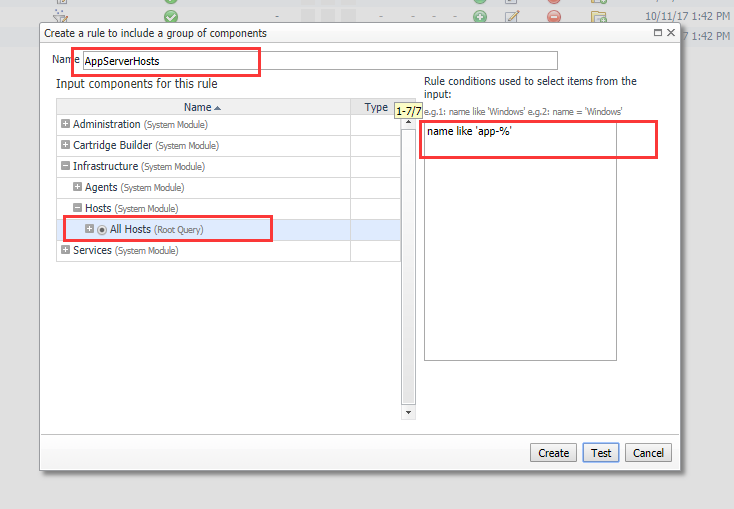 - - - 10/11/17 1:42 PM
Create a rule to include a group of components
1:42 PM
Name AppServerHosts
Input components for this rule
Rule conditions used to select items from the input:
Name Type
1-7/7
e.g.1: name like 'Windows' e.g.2: name = 'Windows'
Administration (System Module)
name like 'app-%'
Cartridge Builder (System Module)
Infrastructure (System Module)
Agents (System Module)
Hosts (System Module)
All Hosts (Root Query)
Services (System Module)
Create Test Cancel